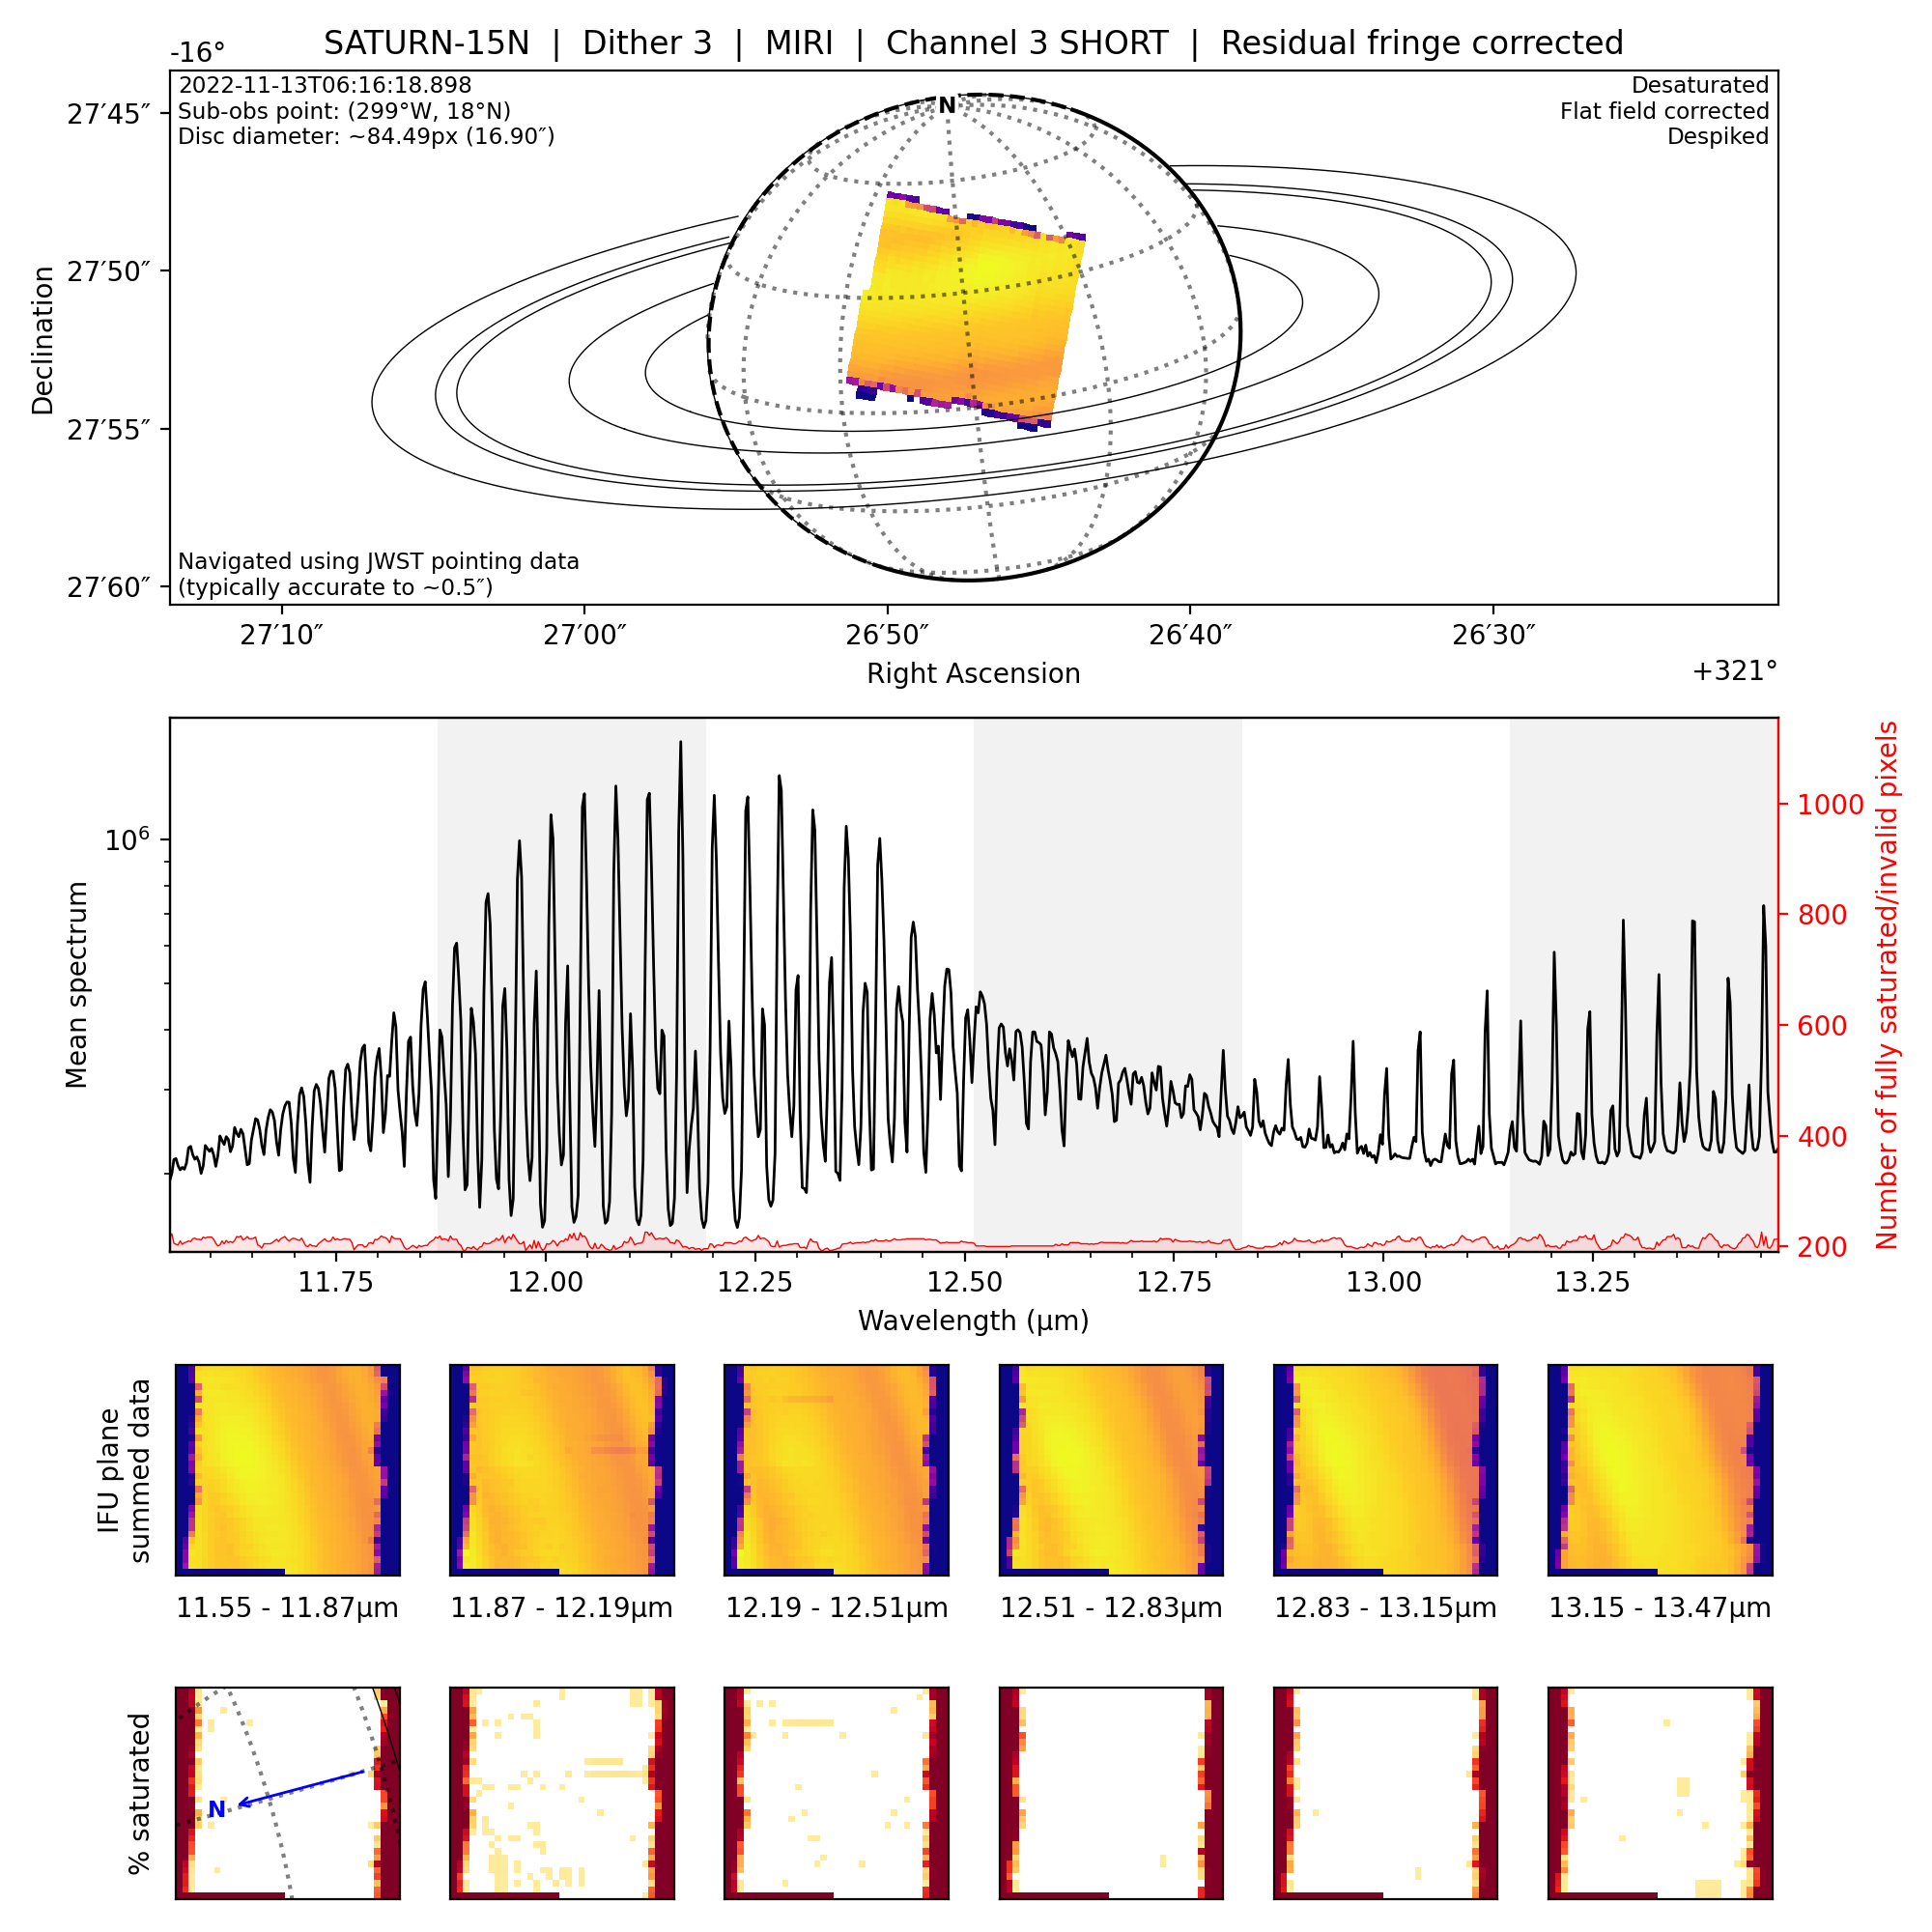 SATURN-15N | Dither 3 | MIRI | Channel 3 SHORT | Residual fringe corrected
-16°
2022-11-13T06:16:18.898
Sub-obs point: (299°W, 18°N)
Disc diameter: ~84.49px (16.90″)
Desaturated
Flat field corrected
Despiked
N
27′45″
27′50″
27′55″
27′60″
Declination
Navigated using JWST pointing data
(typically accurate to ~0.5″)
27′10″
27′00″
26′50″
26′40″
26′30″
Right Ascension
+321°
Mean spectrum
10⁶
1000
800
600
400
200
Number of fully saturated/invalid pixels
11.75
12.00
12.25
12.50
12.75
13.00
13.25
Wavelength (µm)
IFU plane
summed data
11.55 - 11.87µm
11.87 - 12.19µm
12.19 - 12.51µm
12.51 - 12.83µm
12.83 - 13.15µm
13.15 - 13.47µm
% saturated
N